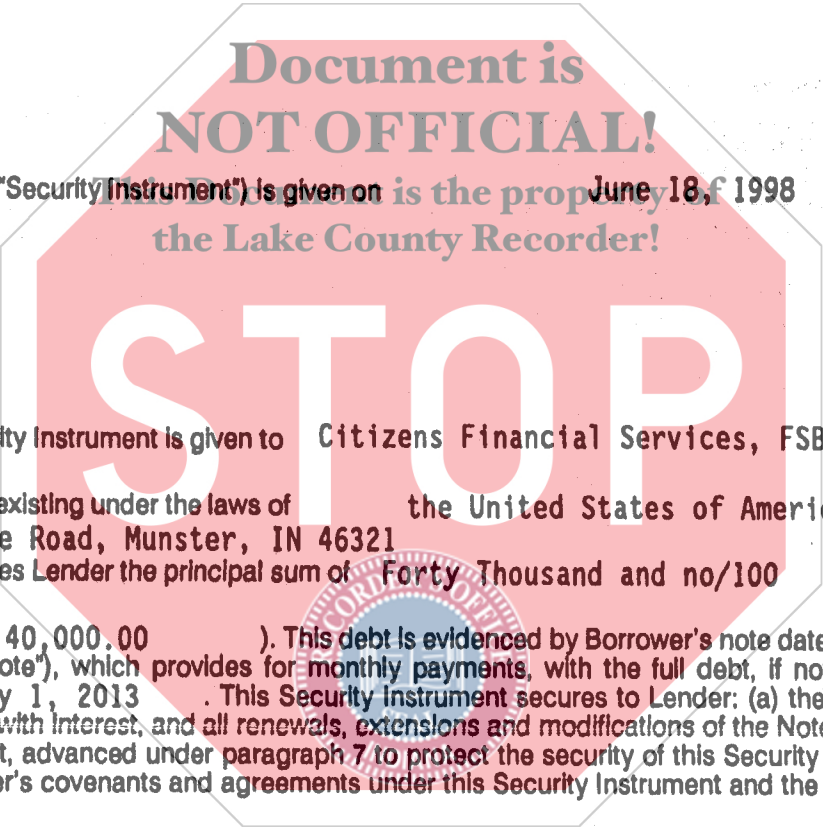 Document is
NOT OFFICIAL!
"Security Instrument") is given on June 18, 1998
This Document is the property of
the Lake County Recorder!
STOP
ity Instrument is given to Citizens Financial Services, FSB
existing under the laws of the United States of Ameri
e Road, Munster, IN 46321
es Lender the principal sum of Forty Thousand and no/100
RECORDER'S OFFICE
40,000.00 ). This debt is evidenced by Borrower's note date
ote"), which provides for monthly payments, with the full debt, if no
y 1, 2013 . This Security Instrument secures to Lender: (a) the
with interest, and all renewals, extensions and modifications of the Note
t, advanced under paragraph 7 to protect the security of this Security
er's covenants and agreements under this Security Instrument and the